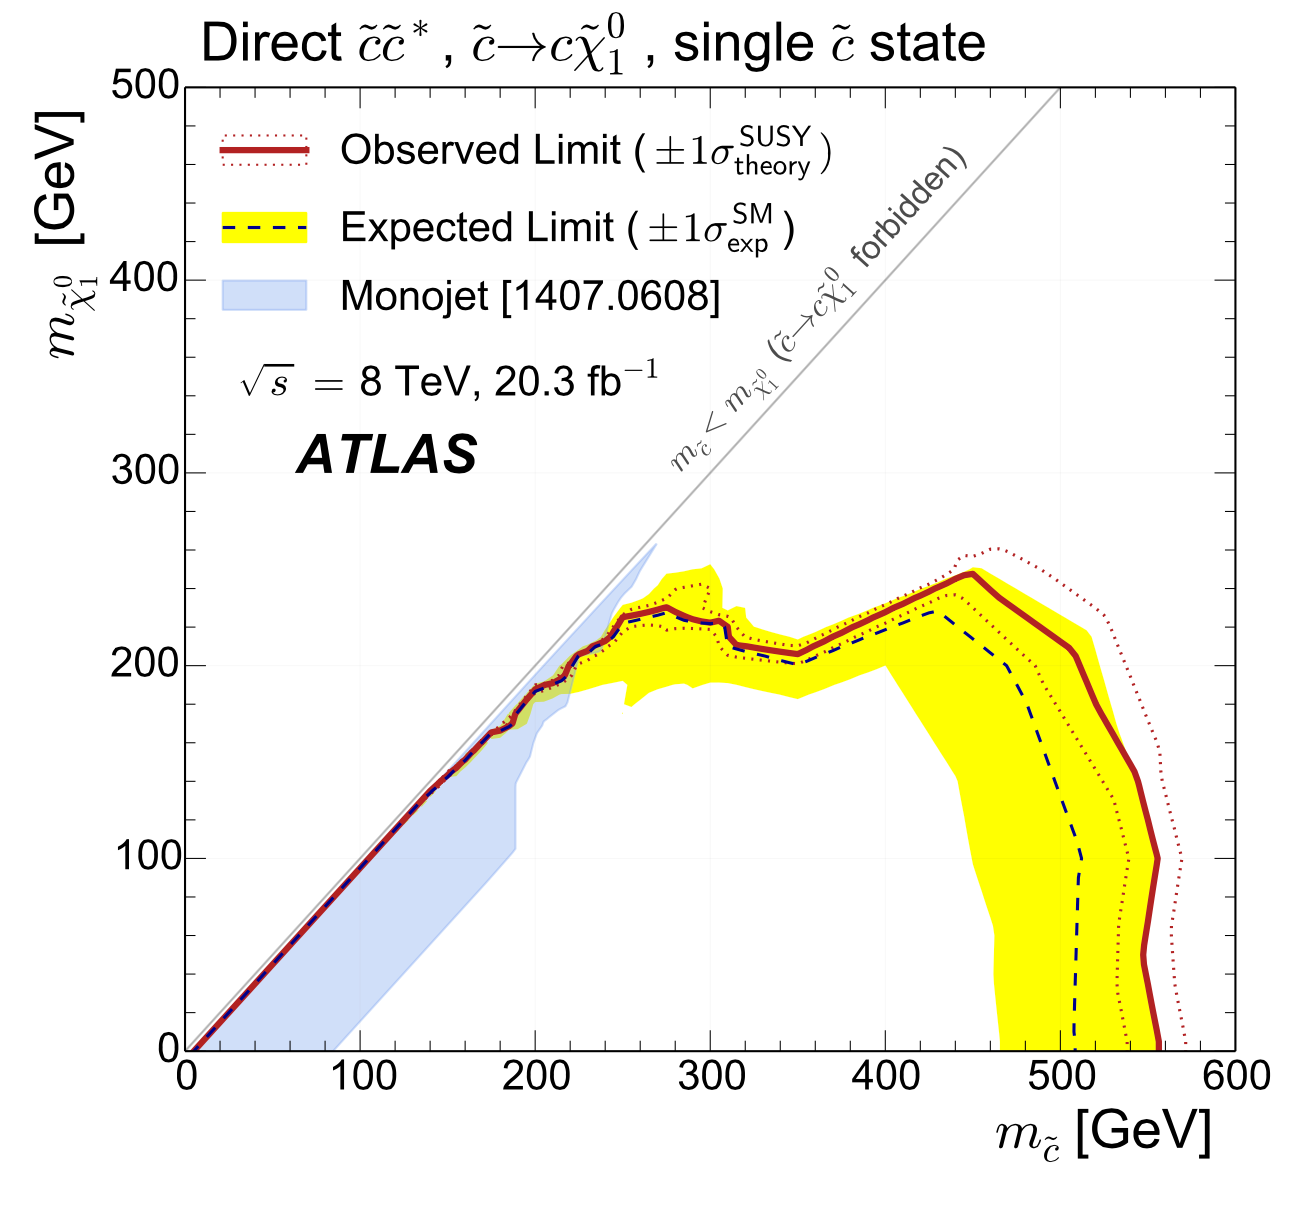 Direct c̃c̃*, c̃→cχ̃₁⁰, single c̃ state
500
400
300
200
100
0
m_χ̃₁⁰ [GeV]
Observed Limit (±1σ^SUSY_theory)
Expected Limit (±1σ^SM_exp)
Monojet [1407.0608]
√s = 8 TeV, 20.3 fb⁻¹
ATLAS
m_c̃ < m_χ̃₁⁰ (c̃→cχ̃₁⁰ forbidden)
0 100 200 300 400 500 600
m_c̃ [GeV]